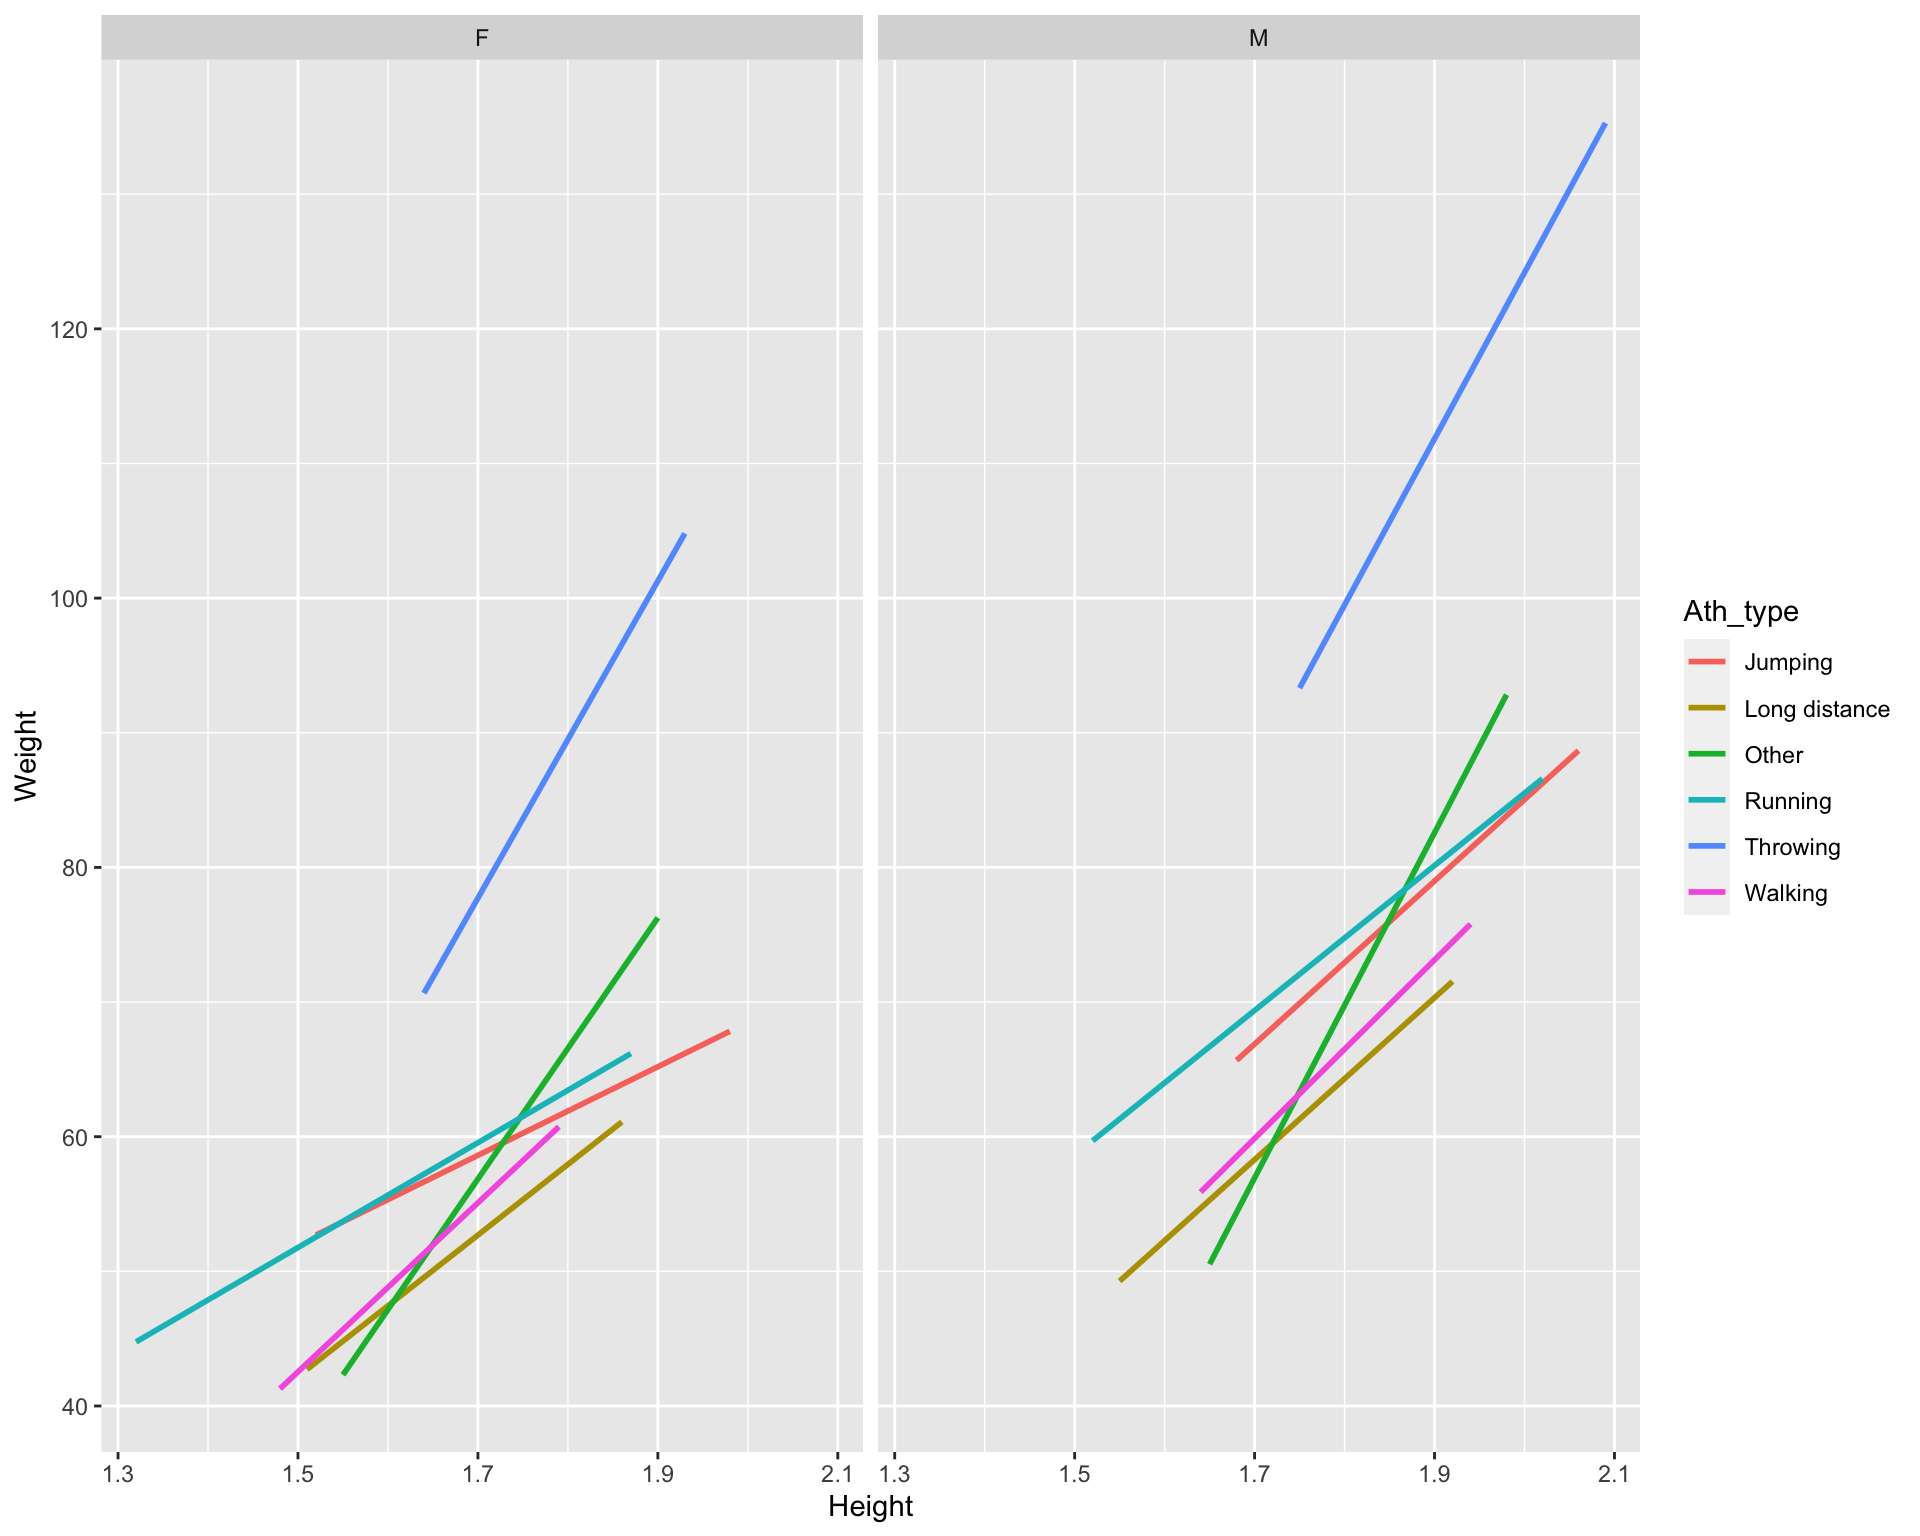 F
M
120
100
80
60
40
Weight
1.3 1.5 1.7 1.9 2.1
1.3 1.5 1.7 1.9 2.1
Height
Ath_type
Jumping
Long distance
Other
Running
Throwing
Walking